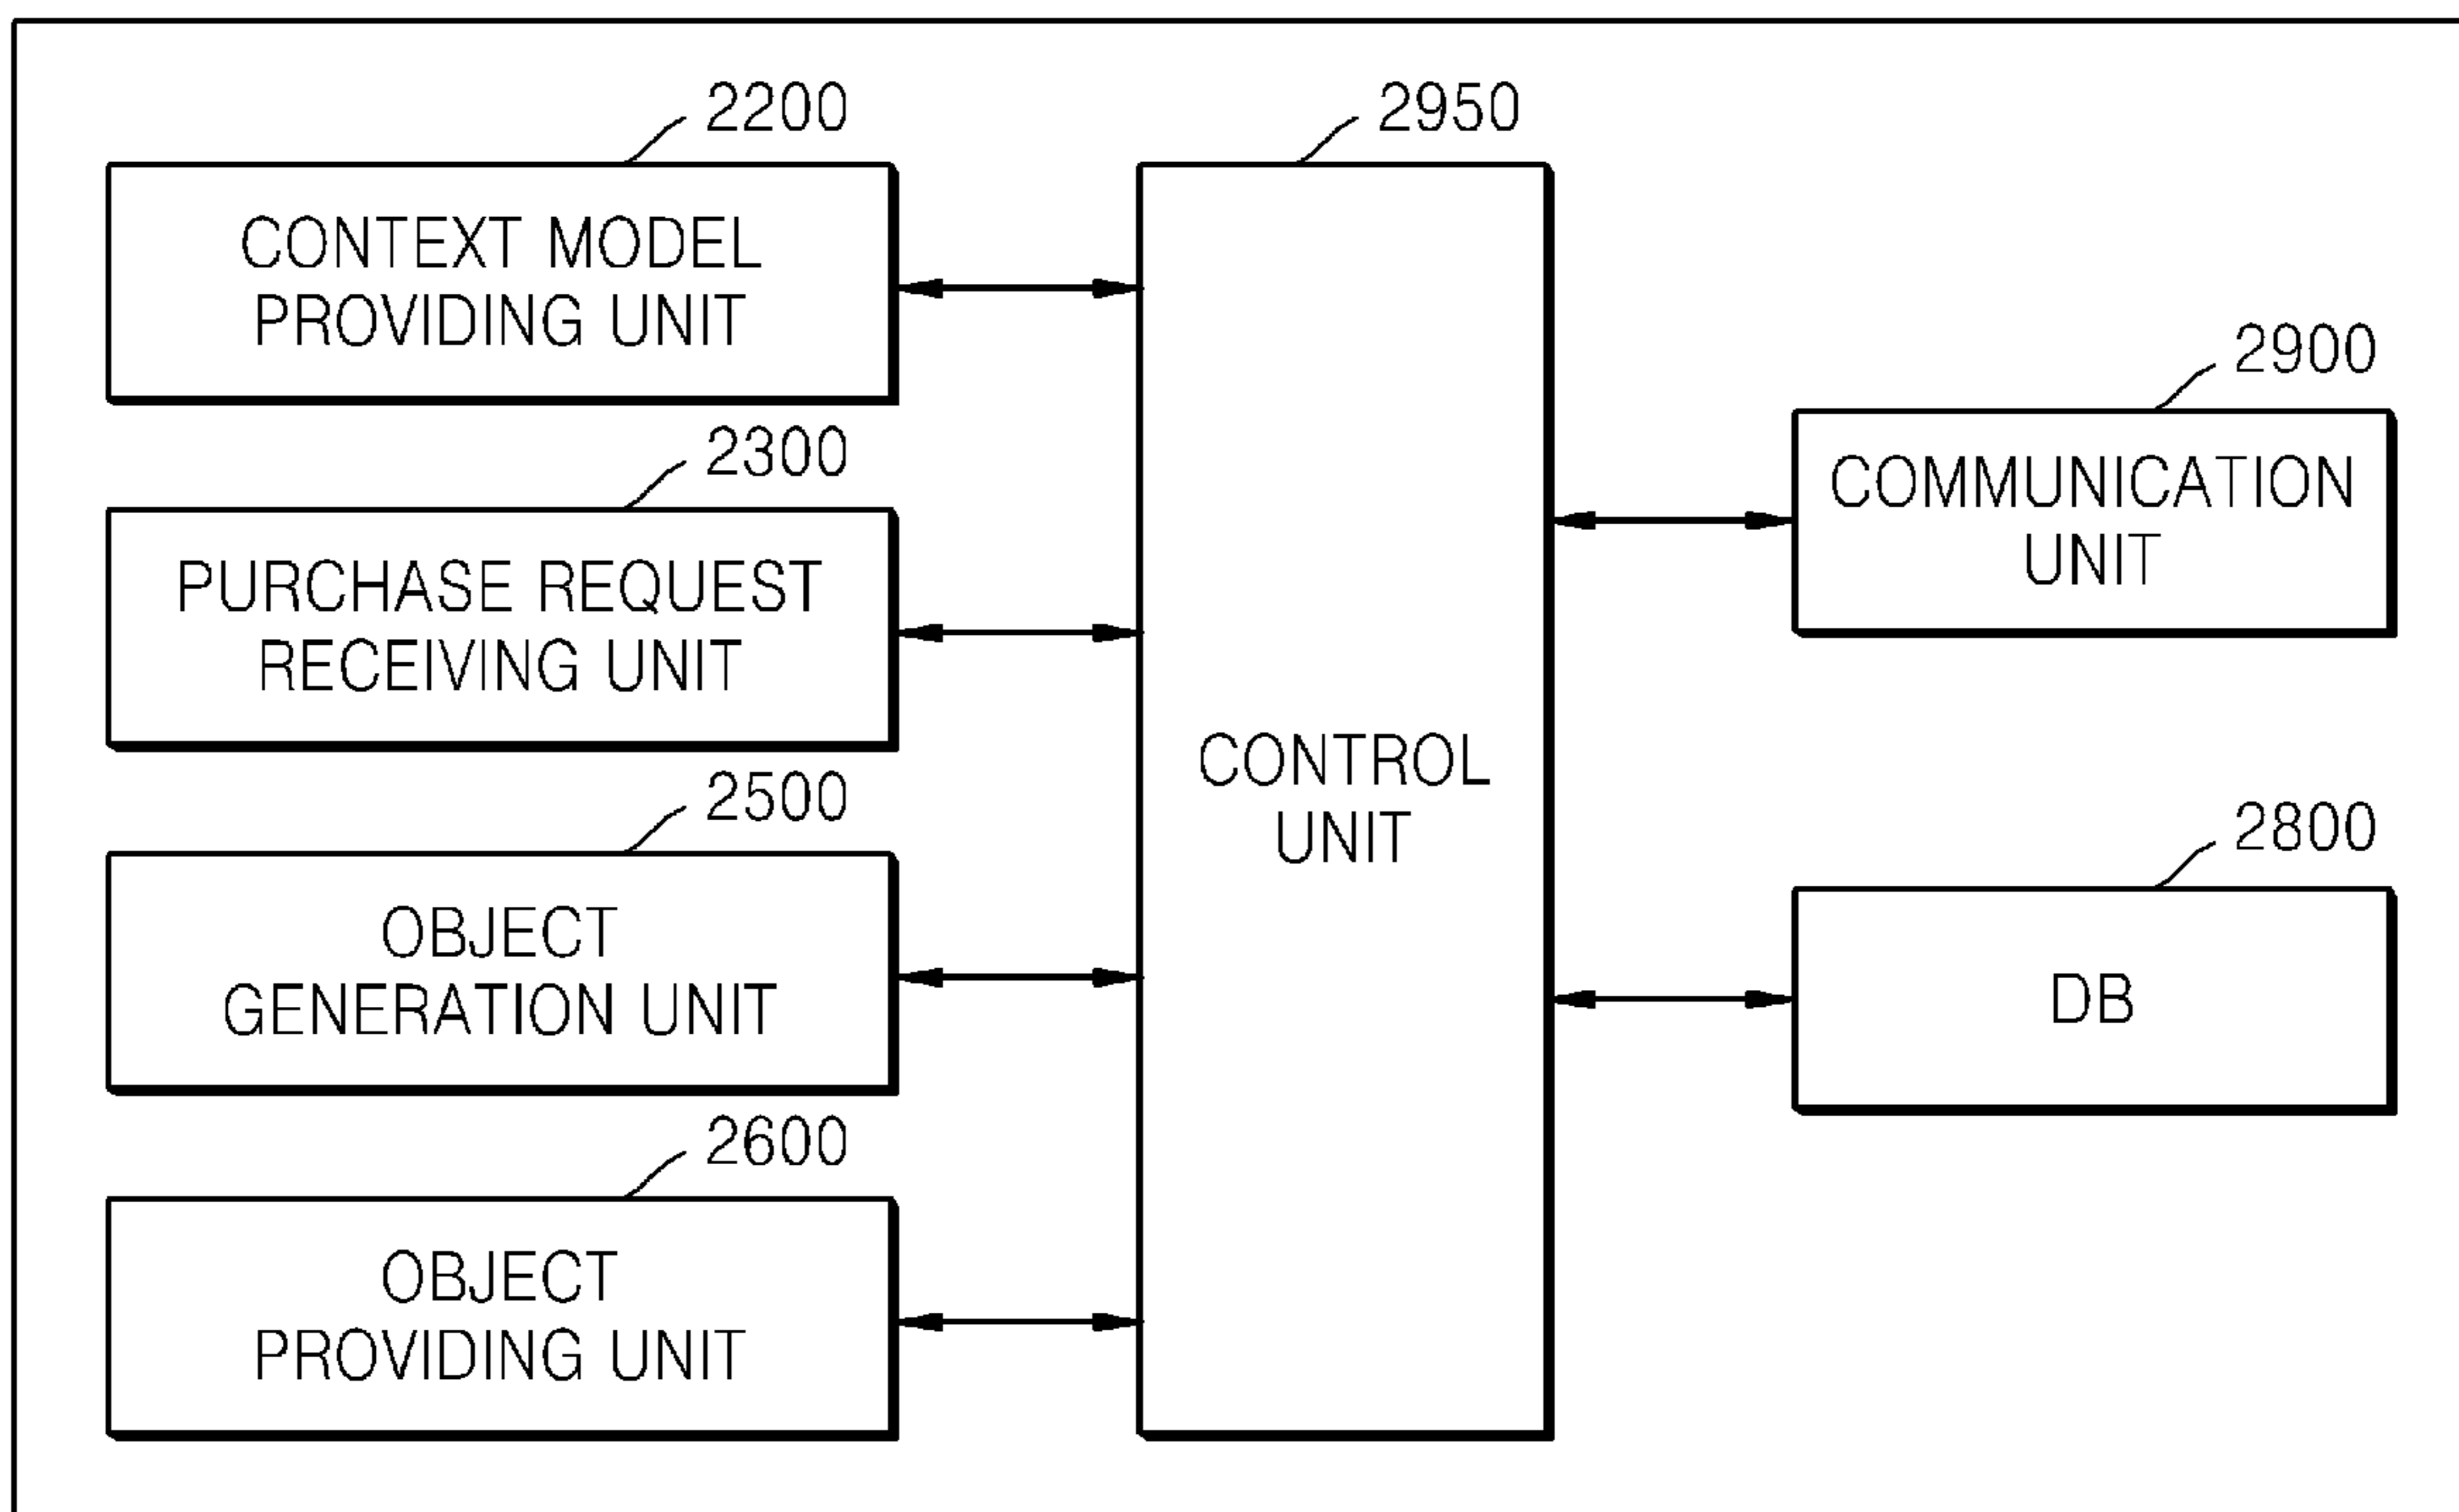 2200
CONTEXT MODEL
PROVIDING UNIT
2300
PURCHASE REQUEST
RECEIVING UNIT
2500
OBJECT
GENERATION UNIT
2600
OBJECT
PROVIDING UNIT
2950
CONTROL
UNIT
2900
COMMUNICATION
UNIT
2800
DB